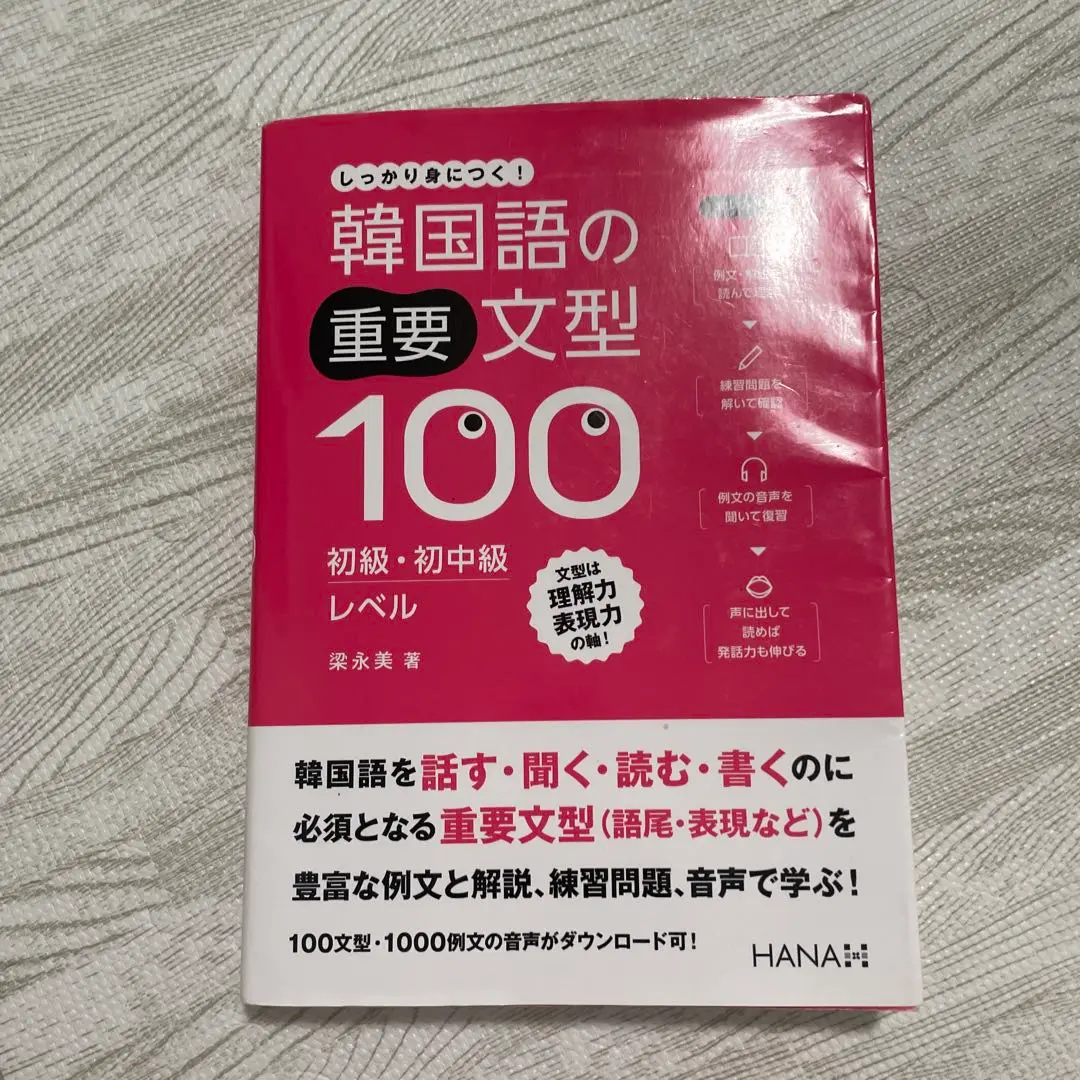 しっかり身につく!
韓国語の
重要文型
100
初級・初中級
レベル
梁永美 著
文型は
理解力
表現力
の軸!
例文・
読んで
練習問題を
解いて確認
例文の音声を
聞いて復習
声に出して
読めば
発話力も伸びる
韓国語を話す・聞く・読む・書くのに
必須となる重要文型(語尾・表現など)を
豊富な例文と解説、練習問題、音声で学ぶ!
100文型・1000例文の音声がダウンロード可!
HANA